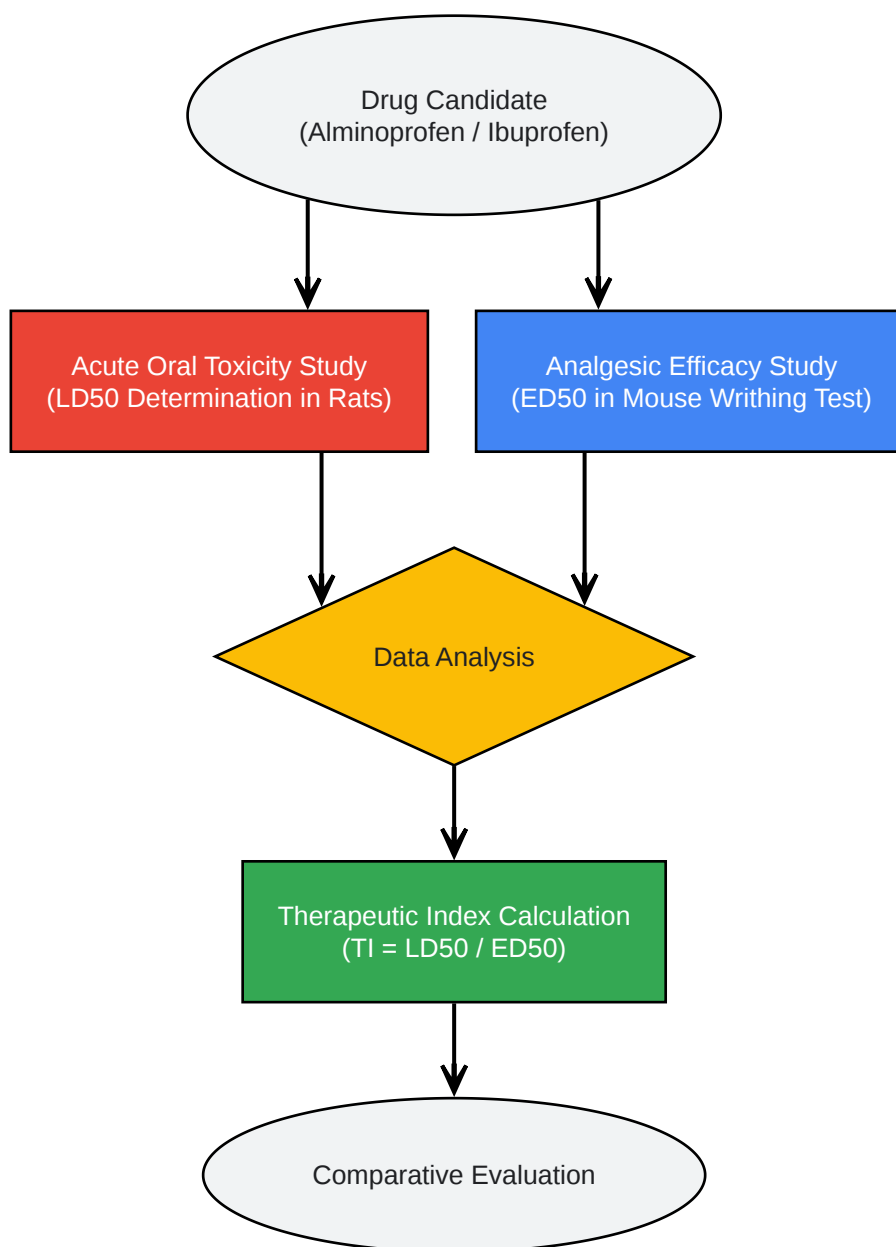 Drug Candidate
(Alminoprofen / Ibuprofen)
Acute Oral Toxicity Study
(LD50 Determination in Rats)
Analgesic Efficacy Study
(ED50 in Mouse Writhing Test)
Data Analysis
Therapeutic Index Calculation
(TI = LD50 / ED50)
Comparative Evaluation